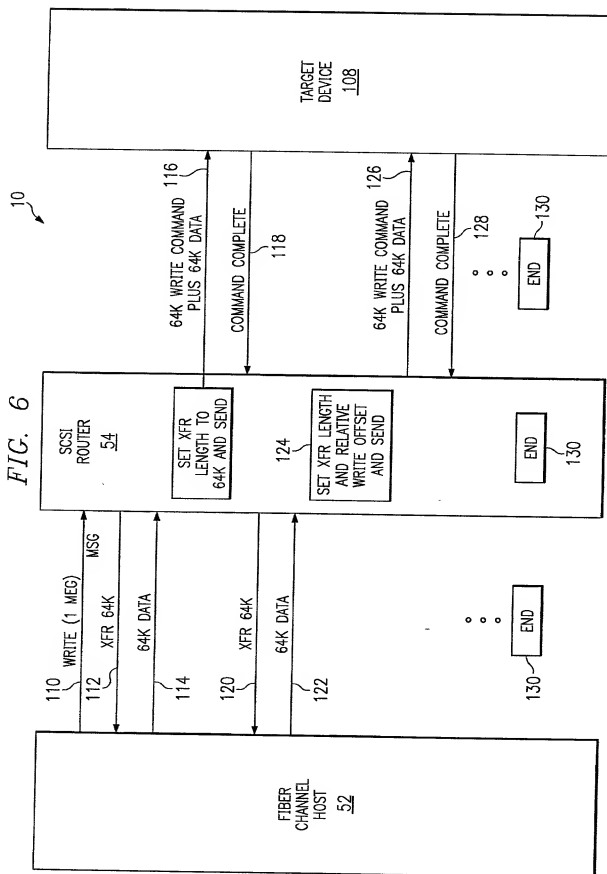 FIG. 6
10
FIBER
CHANNEL
HOST
52
110
WRITE (1 MEG)
MSG
112
XFR 64K
64K DATA
114
120
XFR 64K
64K DATA
122
END
130
SCSI
ROUTER
54
SET XFR
LENGTH TO
64K AND SEND
124
SET XFR LENGTH
AND RELATIVE
WRITE OFFSET
AND SEND
END
130
64K WRITE COMMAND
PLUS 64K DATA
116
COMMAND COMPLETE
118
64K WRITE COMMAND
PLUS 64K DATA
126
COMMAND COMPLETE
128
END
130
TARGET
DEVICE
108